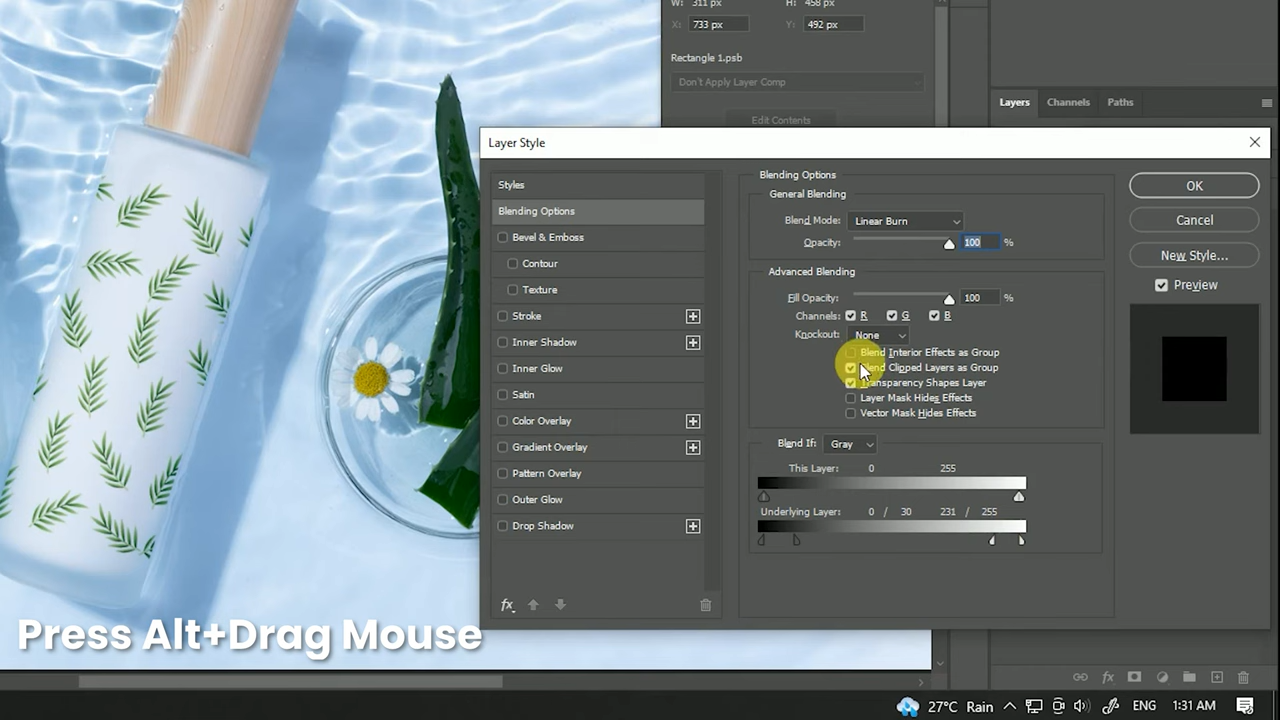 W: 311 px H: 458 px
X: 733 px Y: 492 px
Rectangle 1.psb
Don't Apply Layer Comp
Edit Contents
Layers Channels Paths
Layer Style
Styles
Blending Options
Bevel & Emboss
Contour
Texture
Stroke
Inner Shadow
Inner Glow
Satin
Color Overlay
Gradient Overlay
Pattern Overlay
Outer Glow
Drop Shadow
fx
Blending Options
General Blending
Blend Mode: Linear Burn
Opacity: 100 %
Advanced Blending
Fill Opacity: 100 %
Channels: R G B
Knockout: None
Blend Interior Effects as Group
Blend Clipped Layers as Group
Transparency Shapes Layer
Layer Mask Hides Effects
Vector Mask Hides Effects
Blend If: Gray
This Layer: 0 255
Underlying Layer: 0 / 30 231 / 255
OK
Cancel
New Style...
Preview
Press Alt+Drag Mouse
fx
27°C Rain ENG 1:31 AM